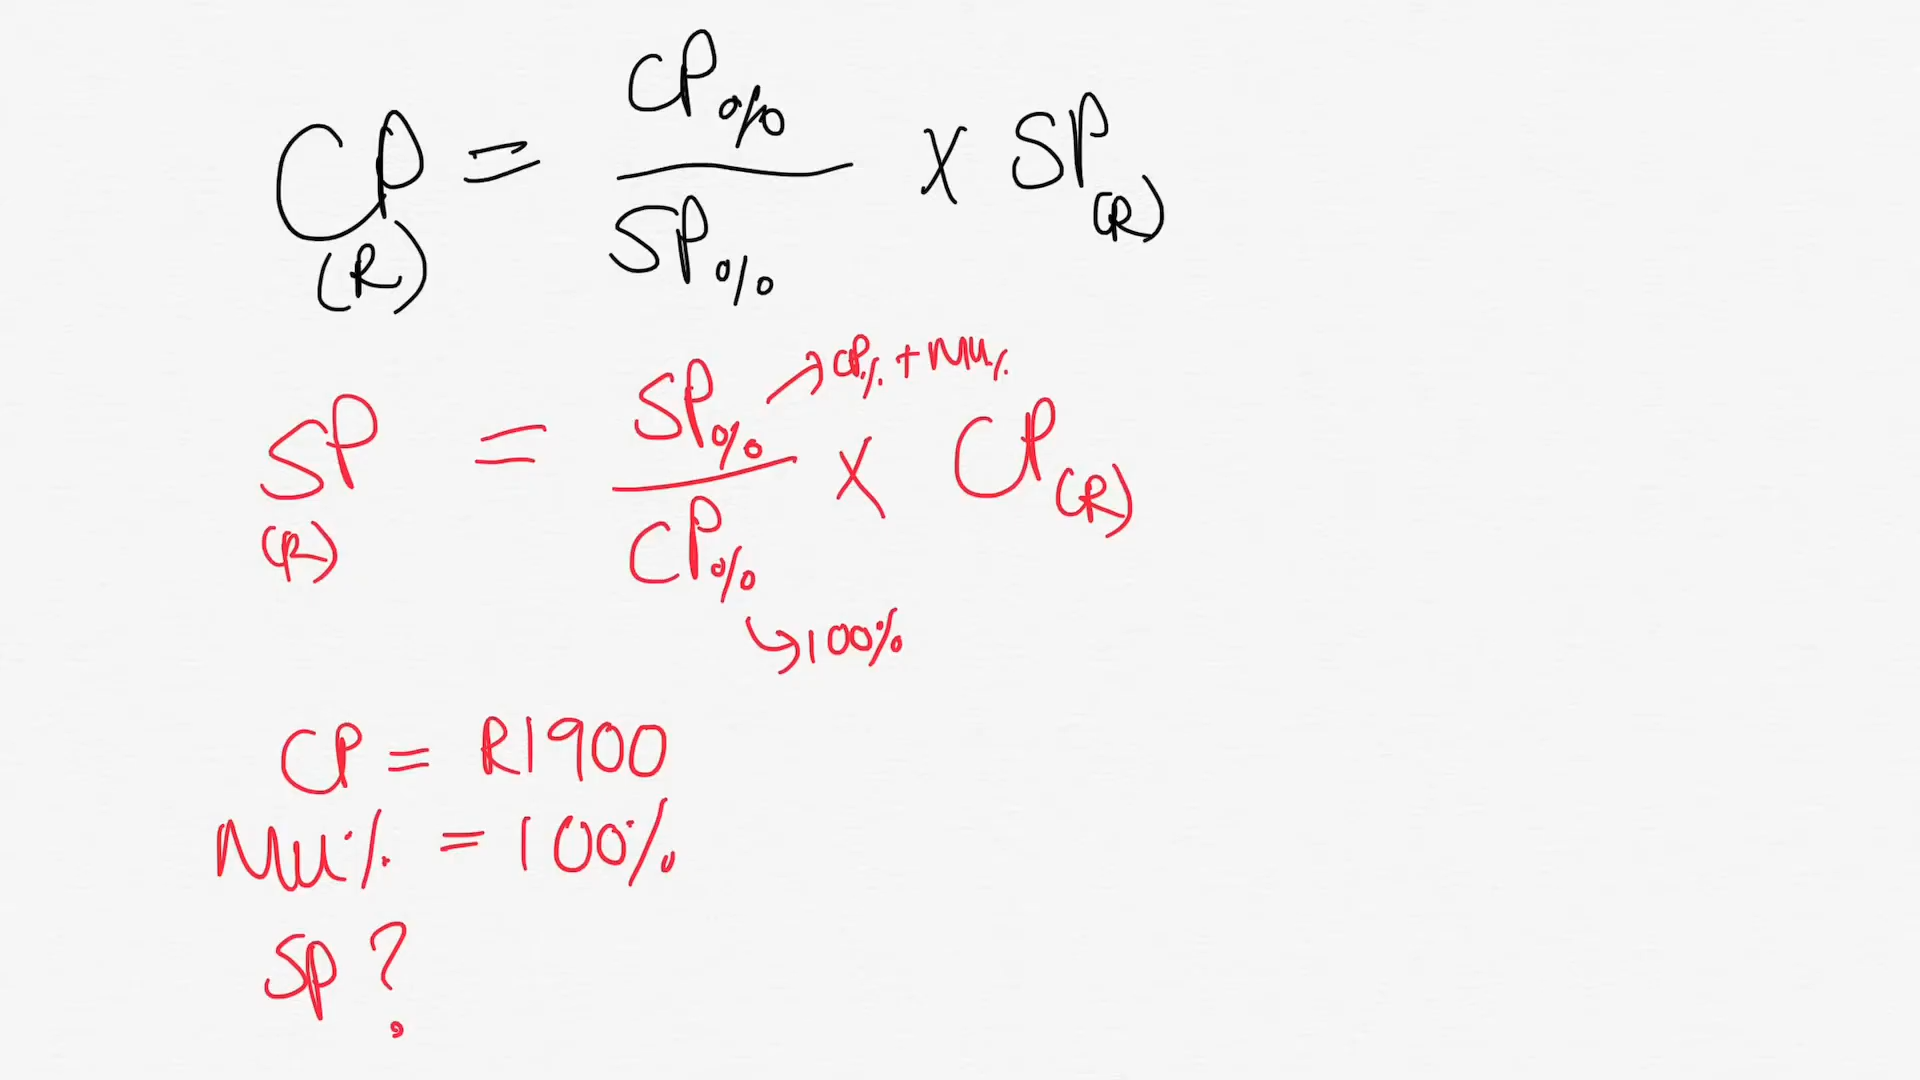 CP(R) = CP% / SP% X SP(R)
SP(R) = SP% / CP% X CP(R)
→ CP% + MU%
↳ 100%
CP = R1900
MU% = 100%
SP ?